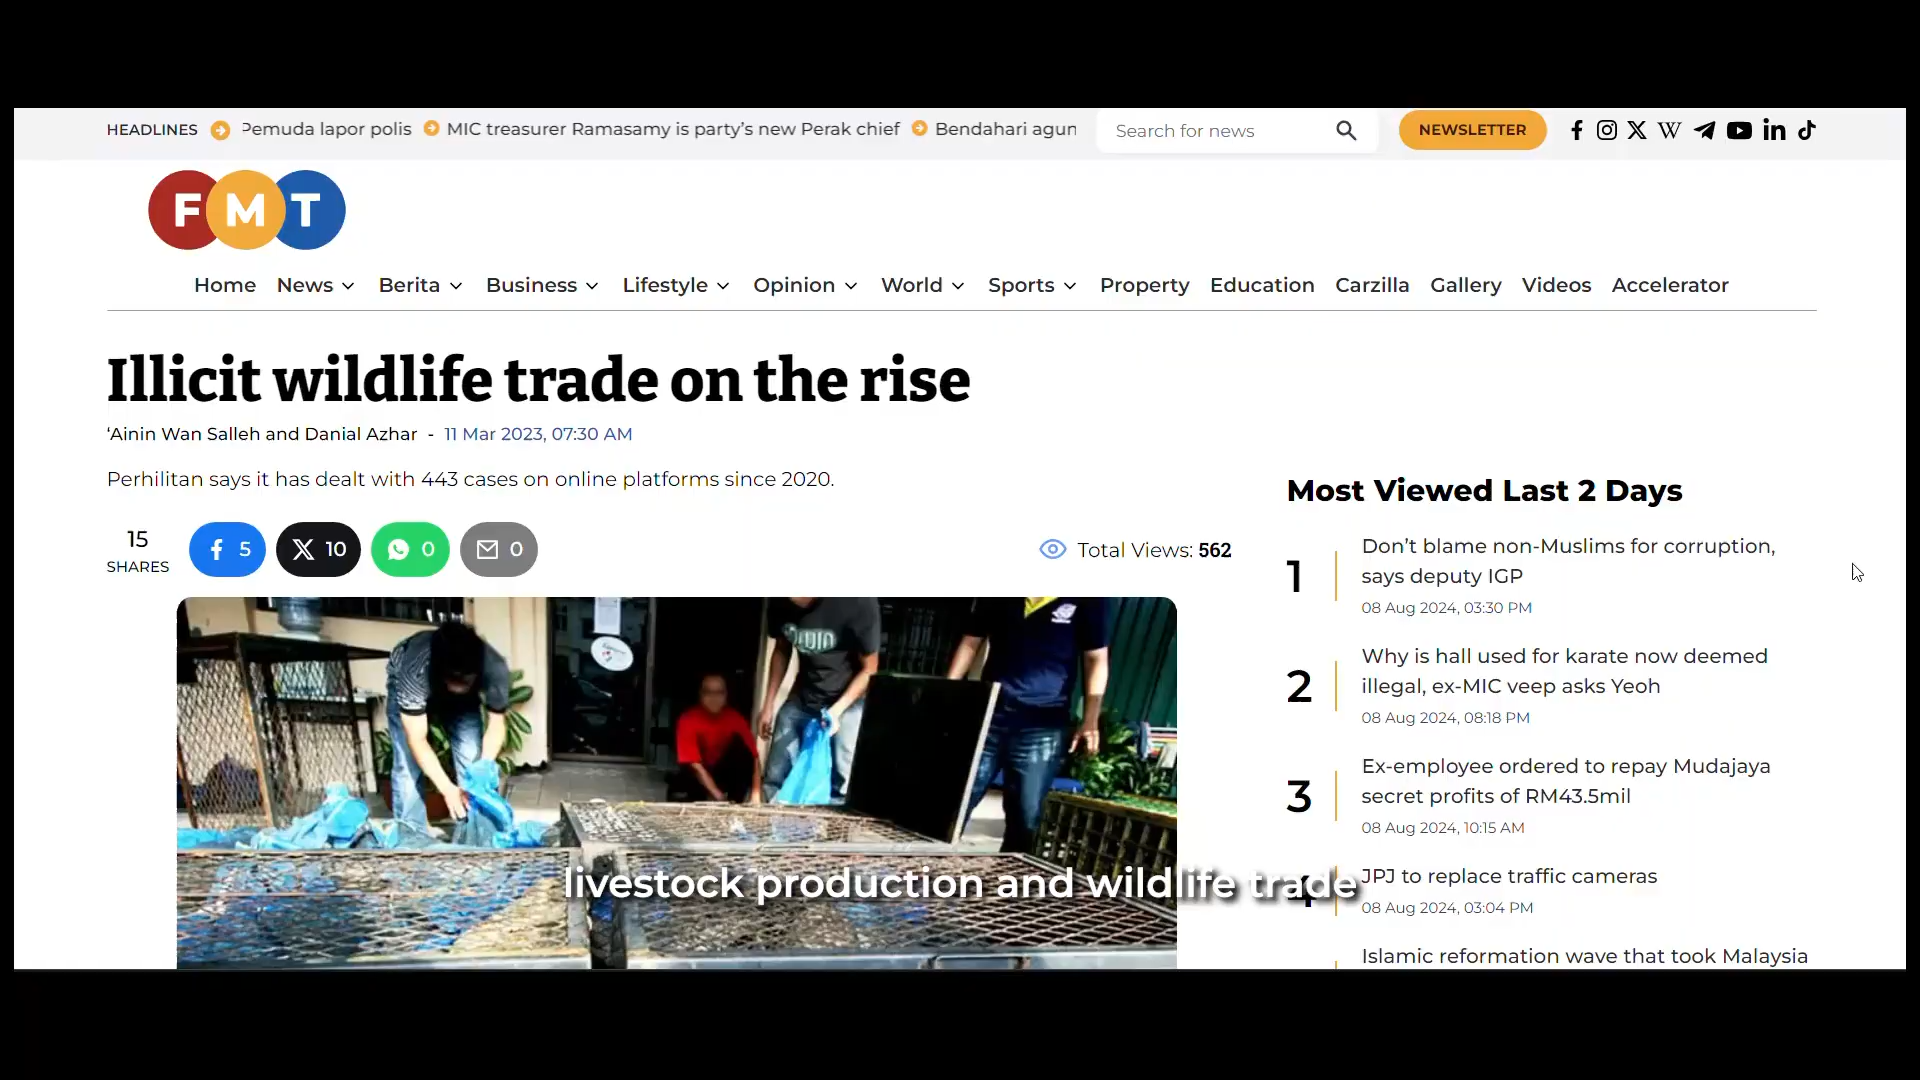 HEADLINES
Pemuda lapor polis
MIC treasurer Ramasamy is party's new Perak chief
Bendahari agun
Search for news
NEWSLETTER
FMT
Home
News
Berita
Business
Lifestyle
Opinion
World
Sports
Property
Education
Carzilla
Gallery
Videos
Accelerator
Illicit wildlife trade on the rise
'Ainin Wan Salleh and Danial Azhar - 11 Mar 2023, 07:30 AM
Perhilitan says it has dealt with 443 cases on online platforms since 2020.
15
SHARES
5
10
0
0
Total Views: 562
livestock production and wildlife trade
Most Viewed Last 2 Days
1
Don't blame non-Muslims for corruption,
says deputy IGP
08 Aug 2024, 03:30 PM
2
Why is hall used for karate now deemed
illegal, ex-MIC veep asks Yeoh
08 Aug 2024, 08:18 PM
3
Ex-employee ordered to repay Mudajaya
secret profits of RM43.5mil
08 Aug 2024, 10:15 AM
4
JPJ to replace traffic cameras
08 Aug 2024, 03:04 PM
Islamic reformation wave that took Malaysia